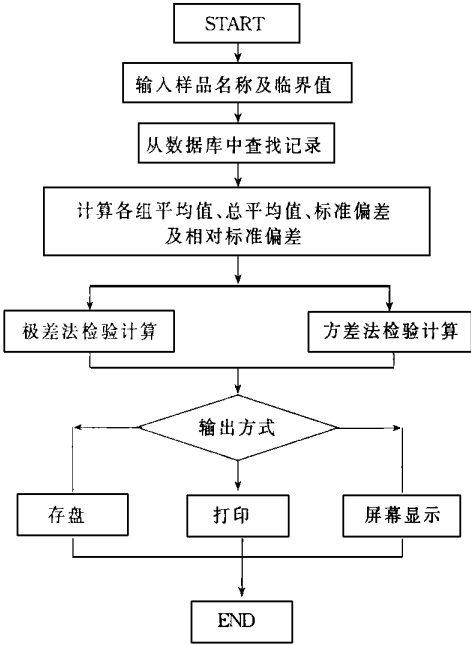 START
输入样品名称及临界值
从数据库中查找记录
计算各组平均值、总平均值、标准偏差
及相对标准偏差
极差法检验计算
方差法检验计算
输出方式
存盘
打印
屏幕显示
END